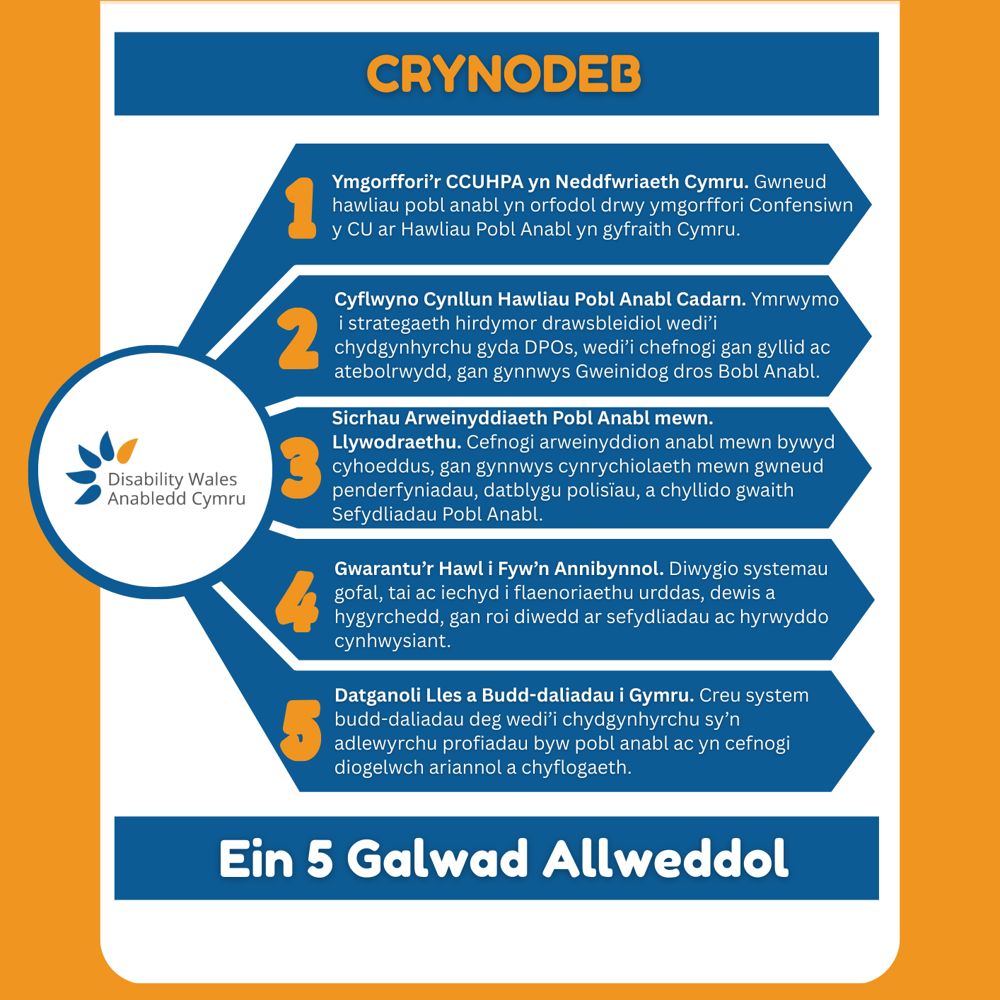 CRYNODEB
1
Ymgorffori’r CCUHPA yn Neddfwriaeth Cymru. Gwneud
hawliau pobl anabl yn orfodol drwy ymgorffori Confensiwn
y CU ar Hawliau Pobl Anabl yn gyfraith Cymru.
2
Cyflwyno Cynllun Hawliau Pobl Anabl Cadarn. Ymrwymo
i strategaeth hirdymor drawsbleidiol wedi’i
chydgynhyrchu gyda DPOs, wedi’i chefnogi gan gyllid ac
atebolrwydd, gan gynnwys Gweinidog dros Bobl Anabl.
3
Sicrhau Arweinyddiaeth Pobl Anabl mewn.
Llywodraethu. Cefnogi arweinyddion anabl mewn bywyd
cyhoeddus, gan gynnwys cynrychiolaeth mewn gwneud
penderfyniadau, datblygu polisïau, a chyllido gwaith
Sefydliadau Pobl Anabl.
Disability Wales
Anabledd Cymru
4
Gwarantu’r Hawl i Fyw’n Annibynnol. Diwygio systemau
gofal, tai ac iechyd i flaenoriaethu urddas, dewis a
hygyrchedd, gan roi diwedd ar sefydliadau ac hyrwyddo
cynhwysiant.
5
Datganoli Lles a Budd-daliadau i Gymru. Creu system
budd-daliadau deg wedi’i chydgynhyrchu sy’n
adlewyrchu profiadau byw pobl anabl ac yn cefnogi
diogelwch ariannol a chyflogaeth.
Ein 5 Galwad Allweddol